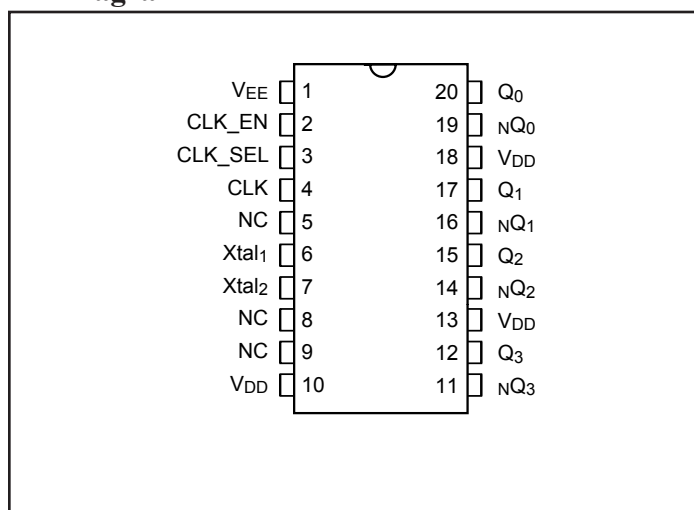 VEE 1 20 Q0
CLK_EN 2 19 NQ0
CLK_SEL 3 18 VDD
CLK 4 17 Q1
NC 5 16 NQ1
Xtal1 6 15 Q2
Xtal2 7 14 NQ2
NC 8 13 VDD
NC 9 12 Q3
VDD 10 11 NQ3